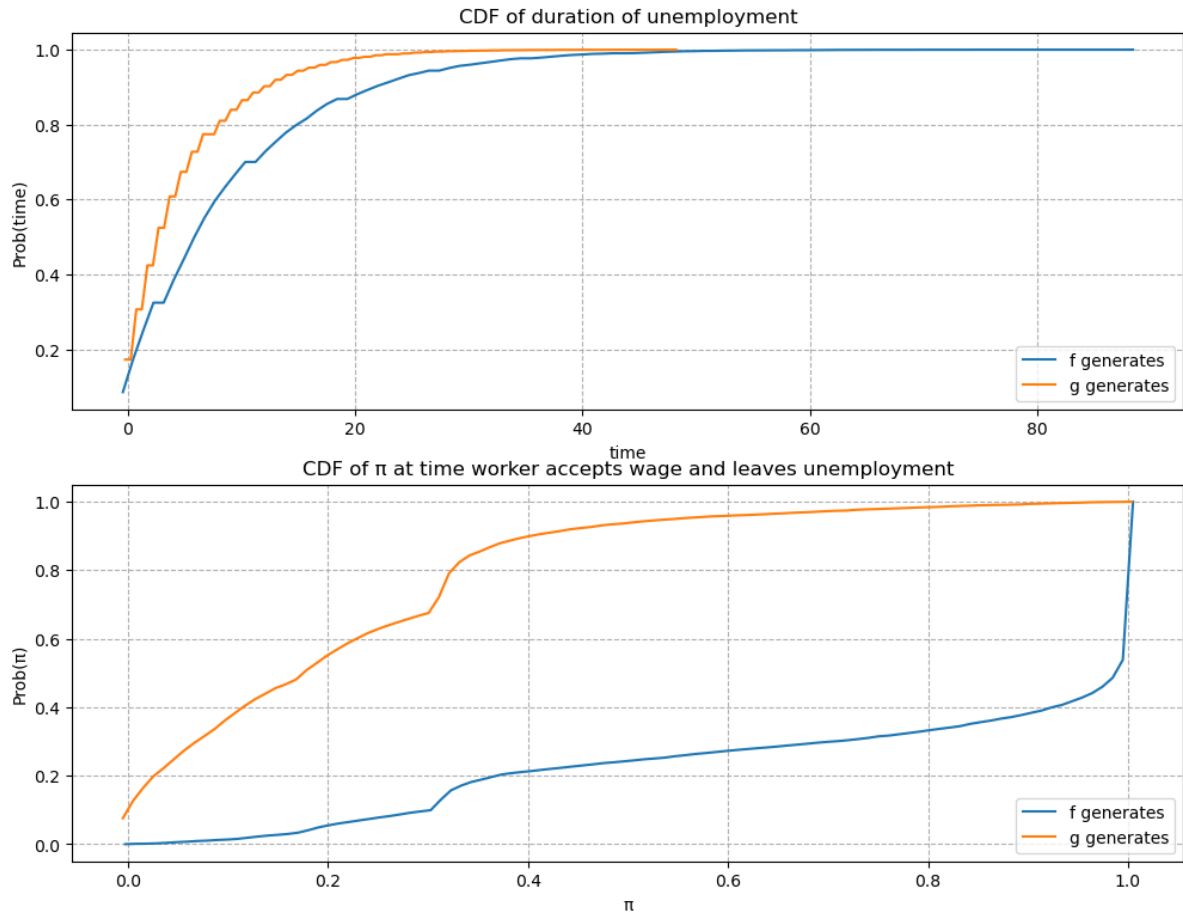 CDF of duration of unemployment
1.0
0.8
0.6
0.4
0.2
Prob(time)
f generates
g generates
0 20 40 60 80
time
CDF of π at time worker accepts wage and leaves unemployment
1.0
0.8
0.6
0.4
0.2
0.0
Prob(π)
f generates
g generates
0.0 0.2 0.4 0.6 0.8 1.0
π